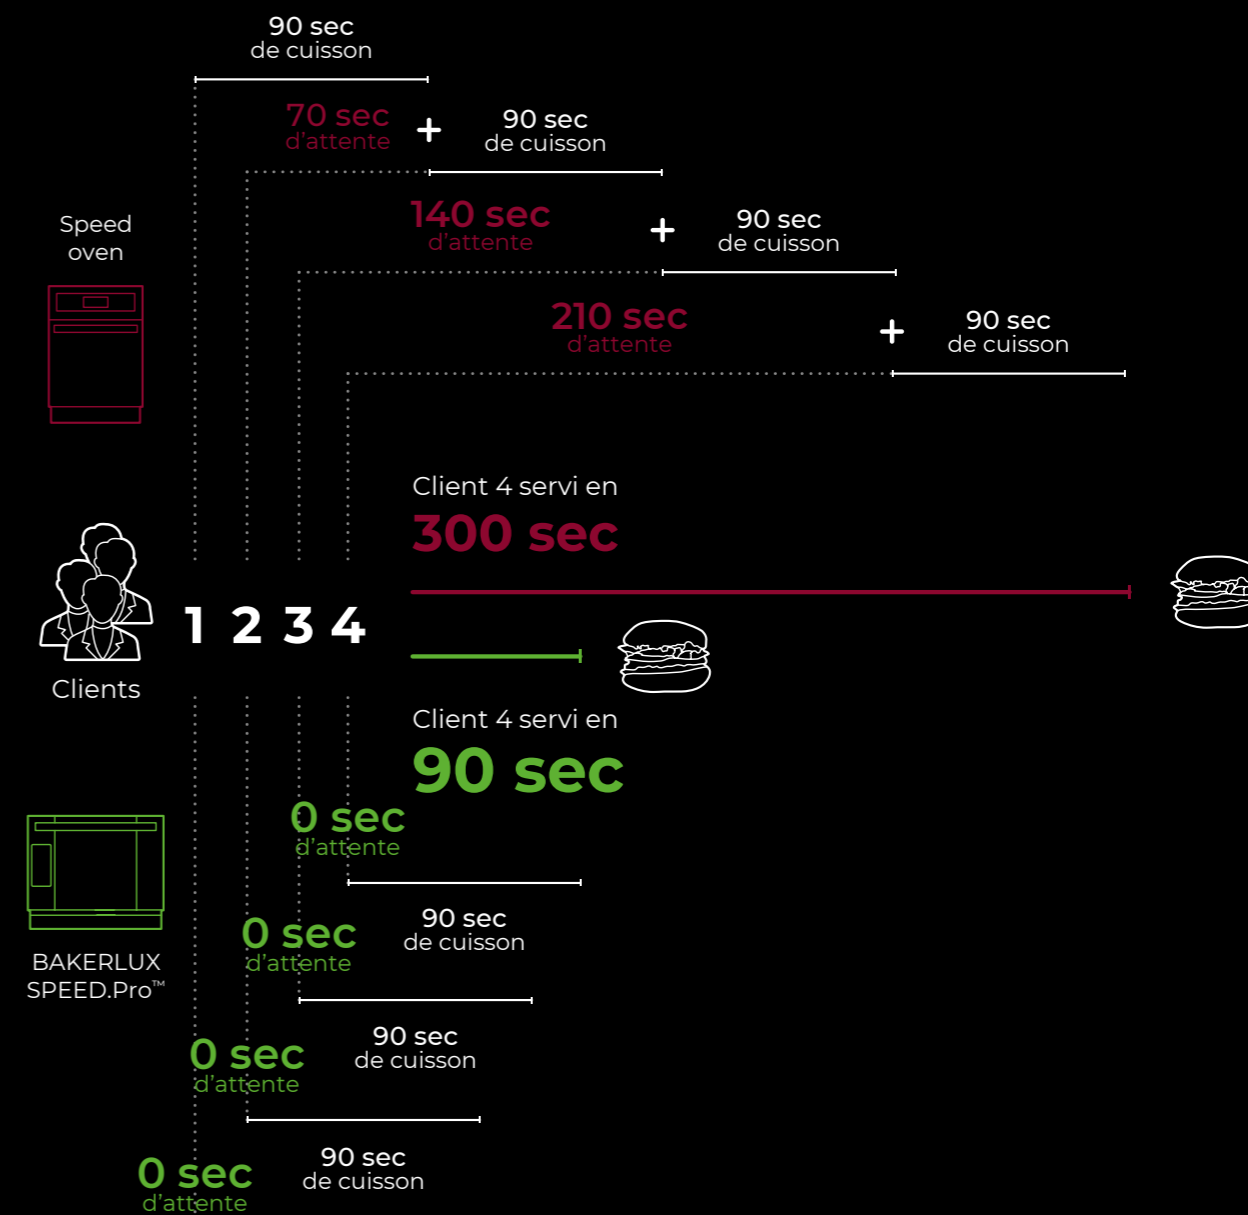 90 sec
de cuisson
70 sec
d'attente
+
90 sec
de cuisson
140 sec
d'attente
+
90 sec
de cuisson
210 sec
d'attente
+
90 sec
de cuisson
Speed
oven
Client 4 servi en
300 sec
1 2 3 4
Clients
Client 4 servi en
90 sec
0 sec
d'attente
90 sec
de cuisson
BAKERLUX
SPEED.Pro™
0 sec
d'attente
90 sec
de cuisson
0 sec
d'attente
90 sec
de cuisson
0 sec
d'attente